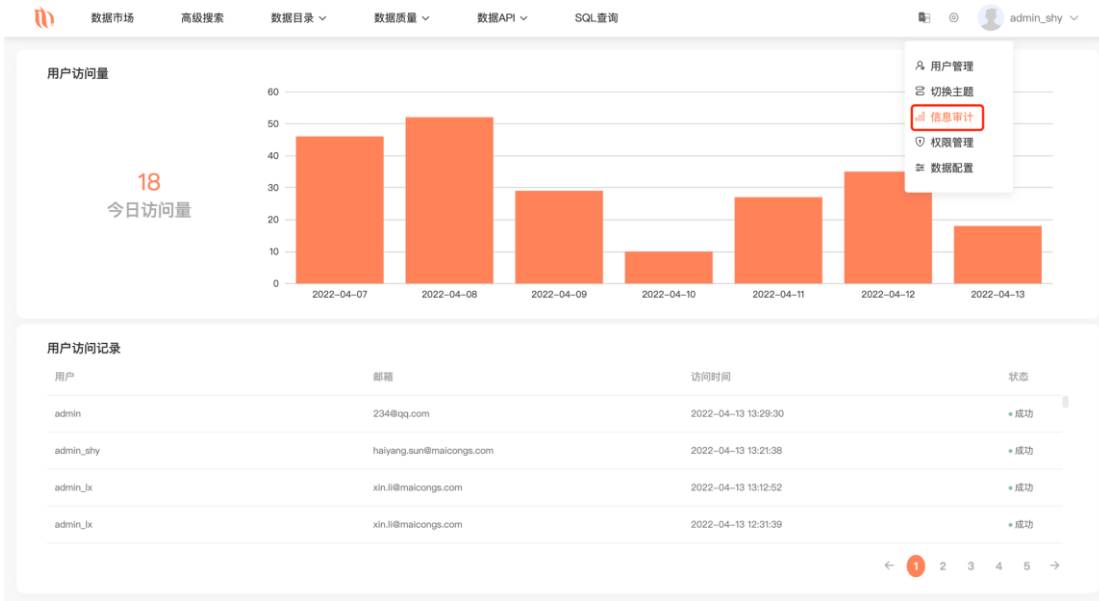 数据市场 高级搜索 数据目录 数据质量 数据API SQL查询 admin_shy
用户管理
切换主题
信息审计
权限管理
数据配置
用户访问量
18
今日访问量
60
50
40
30
20
10
0
2022-04-07 2022-04-08 2022-04-09 2022-04-10 2022-04-11 2022-04-12 2022-04-13
用户访问记录
用户 邮箱 访问时间 状态
admin 234@qq.com 2022-04-13 13:29:30 成功
admin_shy haiyang.sun@maicongs.com 2022-04-13 13:21:38 成功
admin_lx xin.li@maicongs.com 2022-04-13 13:12:52 成功
admin_lx xin.li@maicongs.com 2022-04-13 12:31:39 成功
1 2 3 4 5